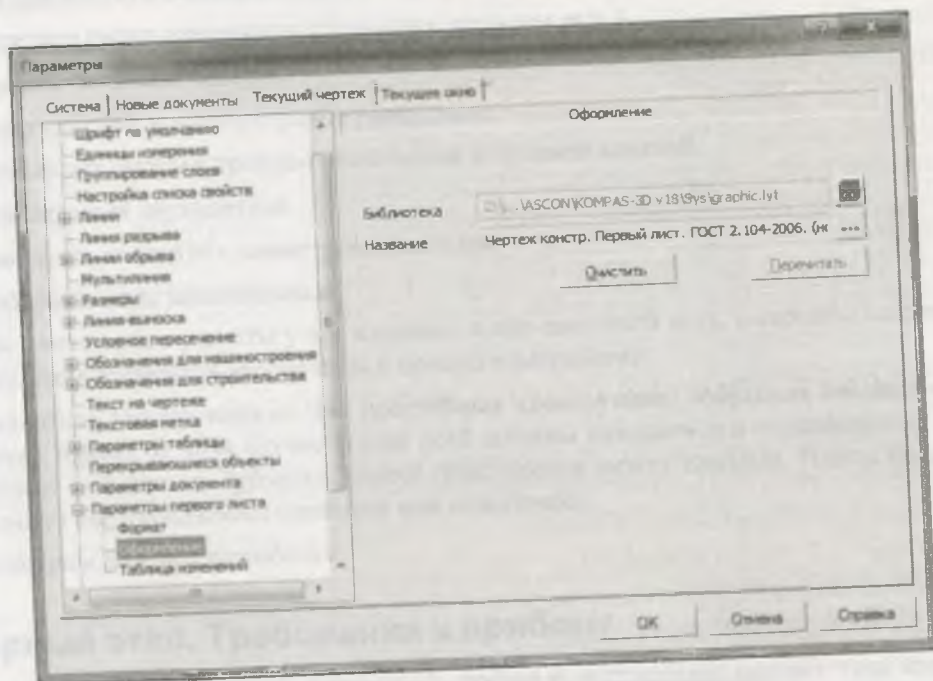 Параметры
Система Новые документы Текущий чертеж Текущее окно
Шрифт по умолчанию
Единицы измерения
Группирование слоев
Настройка списка свойств
Линии
Линия разрыва
Линии обрыва
Мультилиния
Размеры
Линия-выноска
Условное пересечение
Обозначения для машиностроения
Обозначения для строительства
Текст на чертеже
Текстовая метка
Параметры таблицы
Перекрывающиеся объекты
Параметры документа
Параметры первого листа
Формат
Оформление
Таблица изменений
Оформление
Библиотека ...\ASCON\KOMPAS-3D v18\Sys\graphic.lyt
Название Чертеж констр. Первый лист. ГОСТ 2.104-2006. (не ...
Очистить Перечитать
OK Отмена Справка